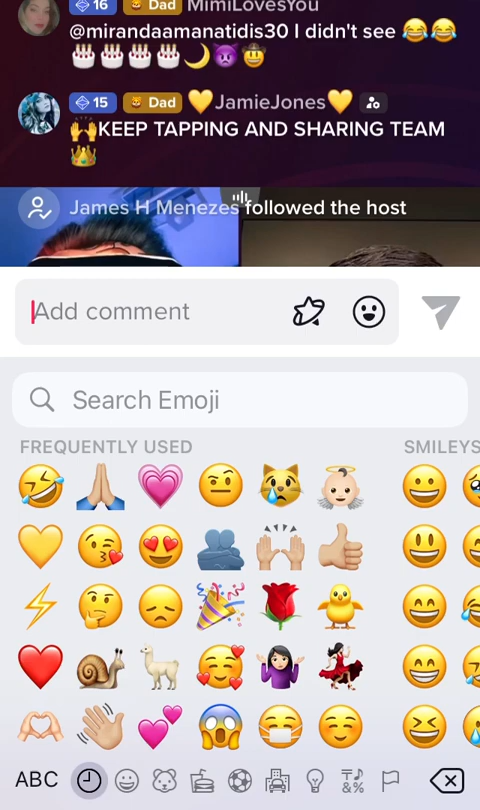 16 Dad MimiLovesYou
@mirandaamanatidis30 I didn't see 😂😂
🎂🎂🎂🎂🌙😈🤠
15 Dad 💛JamieJones💛
🙌KEEP TAPPING AND SHARING TEAM
👑
James H Menezes followed the host
Add comment
Search Emoji
FREQUENTLY USED SMILEYS
ABC